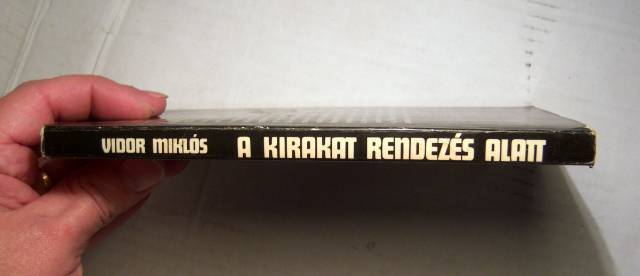 VIDOR MIKLÓS A KIRAKAT RENDEZÉS ALATT